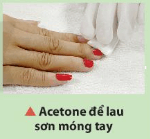 ▲ Acetone để lau
sơn móng tay